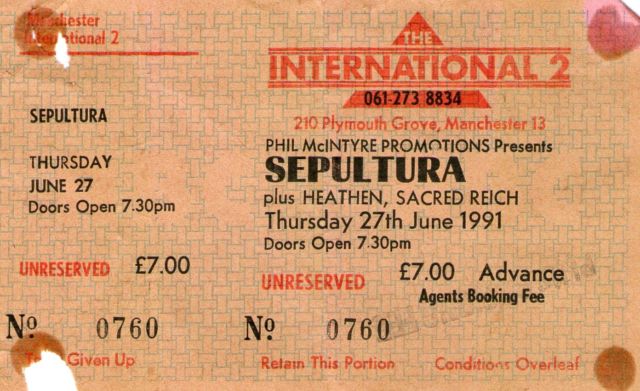 Manchester
International 2
SEPULTURA
THURSDAY
JUNE 27
Doors Open 7.30pm
UNRESERVED £7.00
Nº 0760
Given Up
THE
INTERNATIONAL 2
061-273 8834
210 Plymouth Grove, Manchester 13
PHIL McINTYRE PROMOTIONS Presents
SEPULTURA
plus HEATHEN, SACRED REICH
Thursday 27th June 1991
Doors Open 7.30pm
UNRESERVED £7.00 Advance
Agents Booking Fee
Nº 0760
Retain This Portion Conditions Overleaf